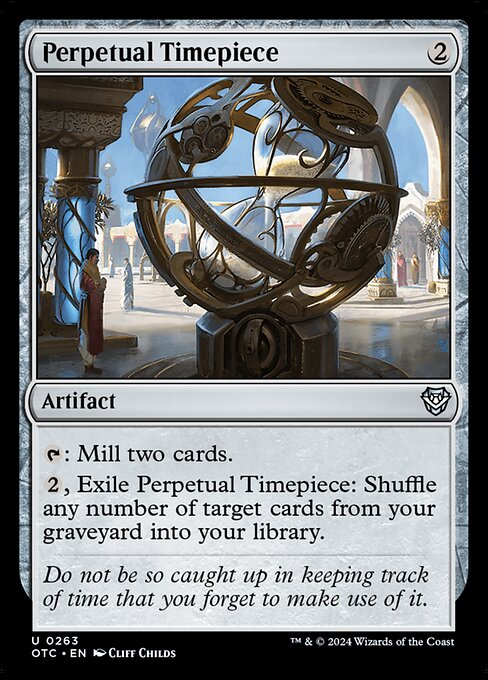 Perpetual Timepiece 2
Artifact
: Mill two cards.
2, Exile Perpetual Timepiece: Shuffle
any number of target cards from your
graveyard into your library.
Do not be so caught up in keeping track
of time that you forget to make use of it.
U 0263
OTC • EN Cliff Childs
™ & © 2024 Wizards of the Coast